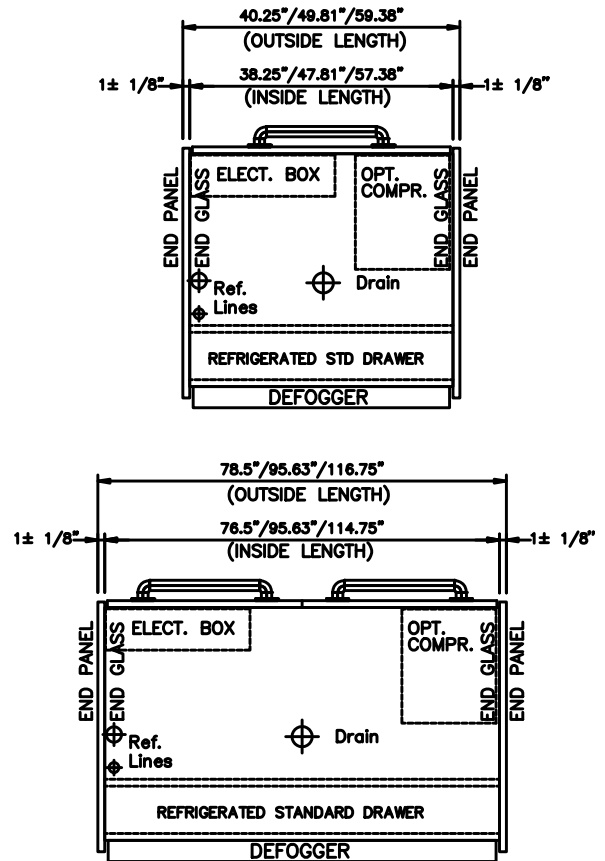 40.25"/49.81"/59.38"
(OUTSIDE LENGTH)
1± 1/8"
38.25"/47.81"/57.38"
(INSIDE LENGTH)
1± 1/8"
END PANEL
END GLASS
ELECT. BOX
OPT.
COMPR.
END GLASS
END PANEL
Ref.
Lines
Drain
REFRIGERATED STD DRAWER
DEFOGGER
78.5"/95.63"/116.75"
(OUTSIDE LENGTH)
1± 1/8"
76.5"/95.63"/114.75"
(INSIDE LENGTH)
1± 1/8"
END PANEL
END GLASS
ELECT. BOX
OPT.
COMPR.
END GLASS
END PANEL
Ref.
Lines
Drain
REFRIGERATED STANDARD DRAWER
DEFOGGER